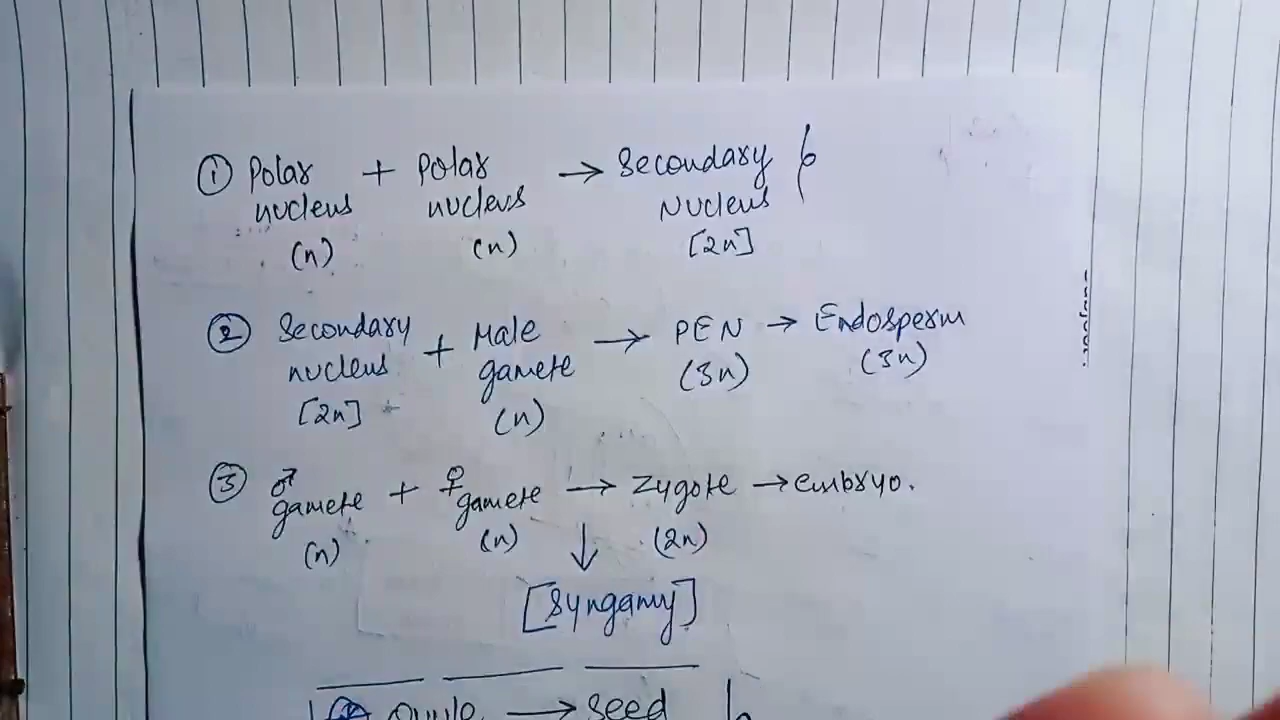 ① Polar + Polar → Secondary
nucleus nucleus Nucleus
(n) (n) [2n]
② Secondary + Male → PEN → Endosperm
nucleus gamete (3n) (3n)
[2n] (n)
③ ♂ gamete + ♀ gamete → Zygote → embryo.
(n) (n) ↓ (2n)
[Syngamy]
Ovule → seed